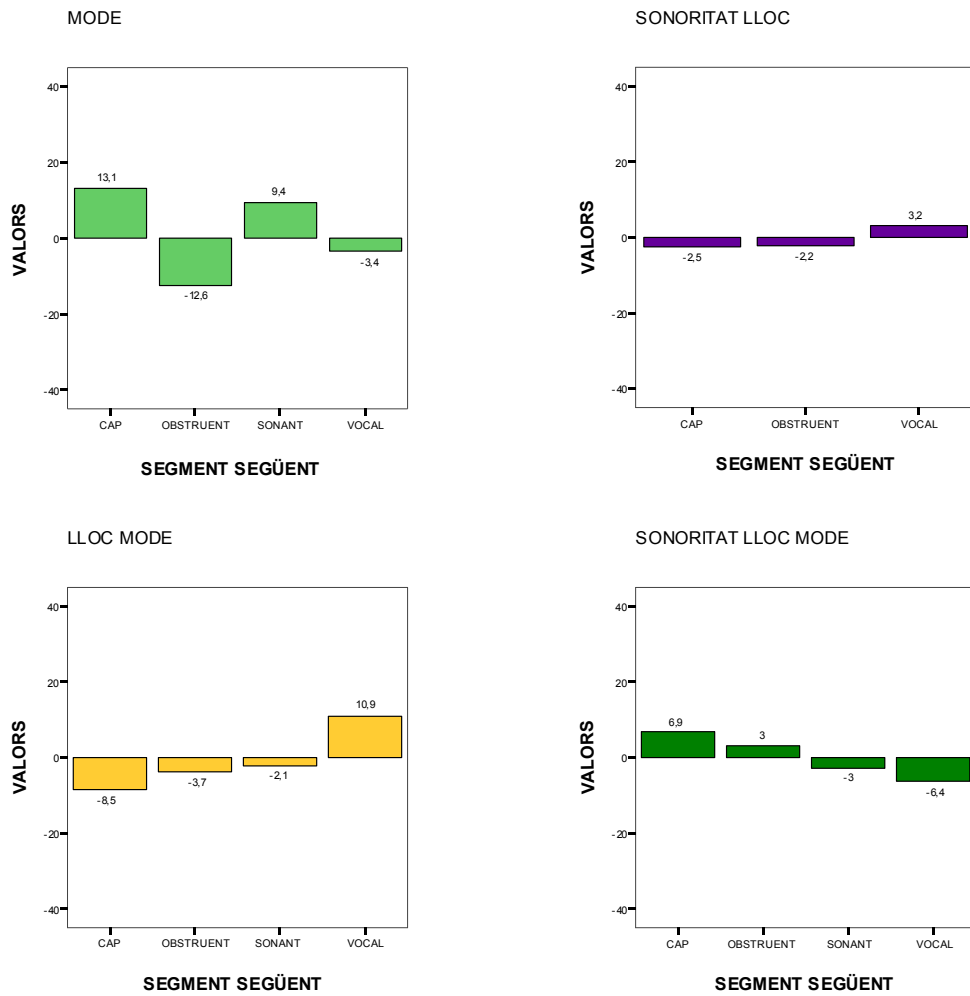 MODE
40
20
0
-20
-40
VALORS
13,1
-12,6
9,4
-3,4
CAP OBSTRUENT SONANT VOCAL
SEGMENT SEGÜENT
SONORITAT LLOC
40
20
0
-20
-40
VALORS
-2,5
-2,2
3,2
CAP OBSTRUENT VOCAL
SEGMENT SEGÜENT
LLOC MODE
40
20
0
-20
-40
VALORS
-8,5
-3,7
-2,1
10,9
CAP OBSTRUENT SONANT VOCAL
SEGMENT SEGÜENT
SONORITAT LLOC MODE
40
20
0
-20
-40
VALORS
6,9
3
-3
-6,4
CAP OBSTRUENT SONANT VOCAL
SEGMENT SEGÜENT